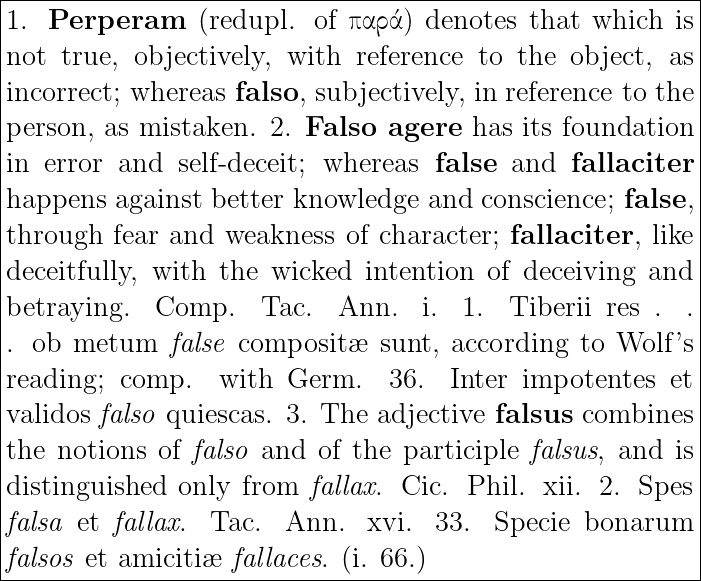 1. Perperam (redupl. of παρά) denotes that which is
not true, objectively, with reference to the object, as
incorrect; whereas falso, subjectively, in reference to the
person, as mistaken. 2. Falso agere has its foundation
in error and self-deceit; whereas false and fallaciter
happens against better knowledge and conscience; false,
through fear and weakness of character; fallaciter, like
deceitfully, with the wicked intention of deceiving and
betraying. Comp. Tac. Ann. i. 1. Tiberii res . .
. ob metum false compositæ sunt, according to Wolf's
reading; comp. with Germ. 36. Inter impotentes et
validos falso quiescas. 3. The adjective falsus combines
the notions of falso and of the participle falsus, and is
distinguished only from fallax. Cic. Phil. xii. 2. Spes
falsa et fallax. Tac. Ann. xvi. 33. Specie bonarum
falsos et amicitiæ fallaces. (i. 66.)